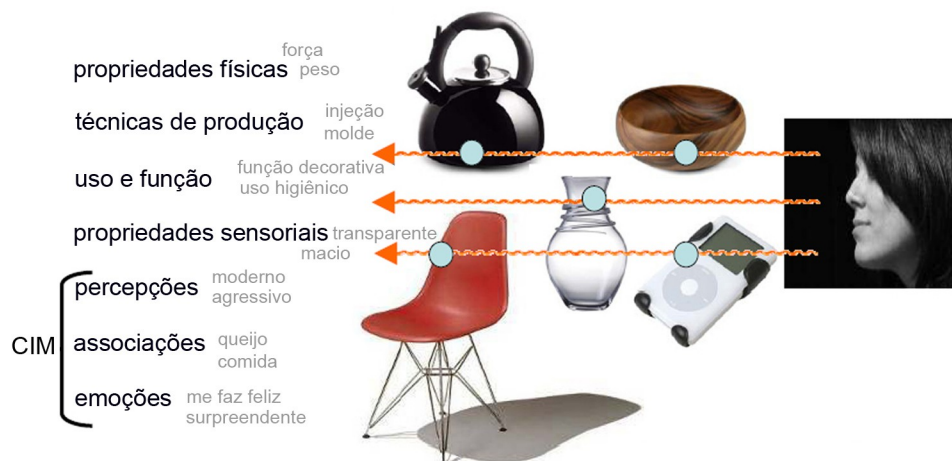 propriedades físicas força
peso
técnicas de produção injeção
molde
uso e função função decorativa
uso higiênico
propriedades sensoriais transparente
macio
CIM
percepções moderno
agressivo
associações queijo
comida
emoções me faz feliz
surpreendente